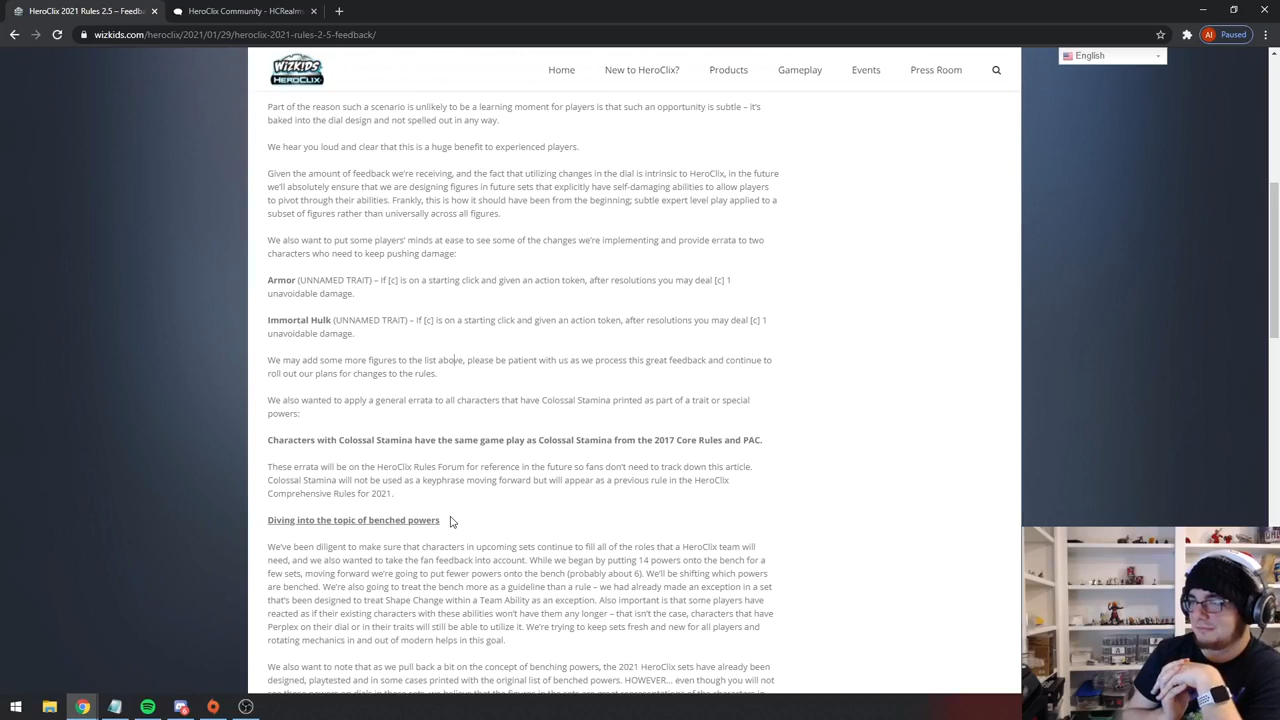 HeroClix 2021 Rules 2.5 – Feedba
New Tab
wizkids.com/heroclix/2021/01/29/heroclix-2021-rules-2-5-feedback/
AI Paused
WIZKIDS HEROCLIX
Home New to HeroClix? Products Gameplay Events Press Room
English
Part of the reason such a scenario is unlikely to be a learning moment for players is that such an opportunity is subtle – it's
baked into the dial design and not spelled out in any way.
We hear you loud and clear that this is a huge benefit to experienced players.
Given the amount of feedback we're receiving, and the fact that utilizing changes in the dial is intrinsic to HeroClix, in the future
we'll absolutely ensure that we are designing figures in future sets that explicitly have self-damaging abilities to allow players
to pivot through their abilities. Frankly, this is how it should have been from the beginning; subtle expert level play applied to a
subset of figures rather than universally across all figures.
We also want to put some players' minds at ease to see some of the changes we're implementing and provide errata to two
characters who need to keep pushing damage:
Armor (UNNAMED TRAIT) – If [c] is on a starting click and given an action token, after resolutions you may deal [c] 1
unavoidable damage.
Immortal Hulk (UNNAMED TRAIT) – If [c] is on a starting click and given an action token, after resolutions you may deal [c] 1
unavoidable damage.
We may add some more figures to the list above, please be patient with us as we process this great feedback and continue to
roll out our plans for changes to the rules.
We also wanted to apply a general errata to all characters that have Colossal Stamina printed as part of a trait or special
powers:
Characters with Colossal Stamina have the same game play as Colossal Stamina from the 2017 Core Rules and PAC.
These errata will be on the HeroClix Rules Forum for reference in the future so fans don't need to track down this article.
Colossal Stamina will not be used as a keyphrase moving forward but will appear as a previous rule in the HeroClix
Comprehensive Rules for 2021.
Diving into the topic of benched powers
We've been diligent to make sure that characters in upcoming sets continue to fill all of the roles that a HeroClix team will
need, and we also wanted to take the fan feedback into account. While we began by putting 14 powers onto the bench for a
few sets, moving forward we're going to put fewer powers onto the bench (probably about 6). We'll be shifting which powers
are benched. We're also going to treat the bench more as a guideline than a rule – we had already made an exception in a set
that's been designed to treat Shape Change within a Team Ability as an exception. Also important is that some players have
reacted as if their existing characters with these abilities won't have them any longer – that isn't the case, characters that have
Perplex on their dial or in their traits will still be able to utilize it. We're trying to keep sets fresh and new for all players and
rotating mechanics in and out of modern helps in this goal.
We also want to note that as we pull back a bit on the concept of benching powers, the 2021 HeroClix sets have already been
designed, playtested and in some cases printed with the original list of benched powers. HOWEVER... even though you will not